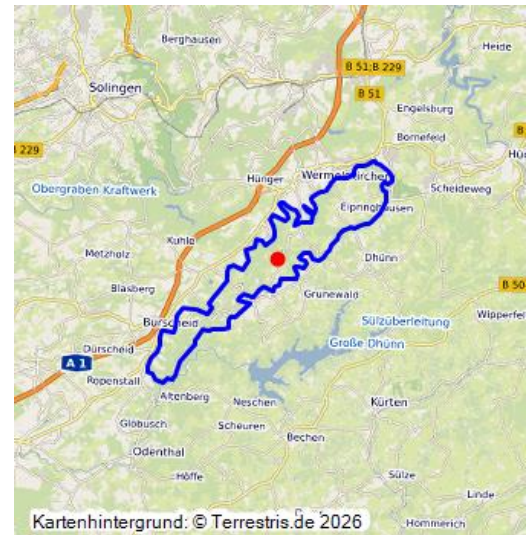 Berghausen
Heide
B 51;B 229
Solingen
B 51
Engelsburg
Bornefeld
B
229
Hünger
Wermelskirchen
Hü
Obergraben Kraftwerk
Scheideweg
Eipringhausen
Kuhle
Metzholz
Dhünn
Blasberg
B 50
Grunewald
Wipperfe
Burscheid
Sülzüberleitung
Dürscheid
Große Dhünn
A 1
Ropenstall
Altenberg
Neschen
Kürten
Globusch
Scheuren
Bechen
Odenthal
Höffe
Sülze
Linde
Kartenhintergrund: © Terrestris.de 2026
Hommerich